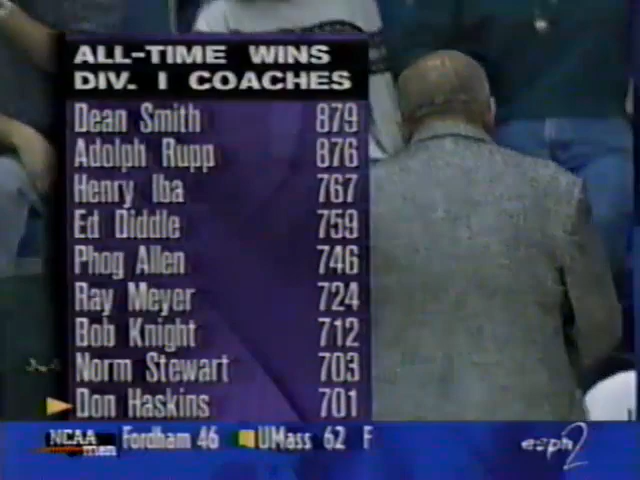 ALL-TIME WINS
DIV. I COACHES
Dean Smith 879
Adolph Rupp 876
Henry Iba 767
Ed Diddle 759
Phog Allen 746
Ray Meyer 724
Bob Knight 712
Norm Stewart 703
Don Haskins 701
NCAA men Fordham 46 UMass 62 F espn2